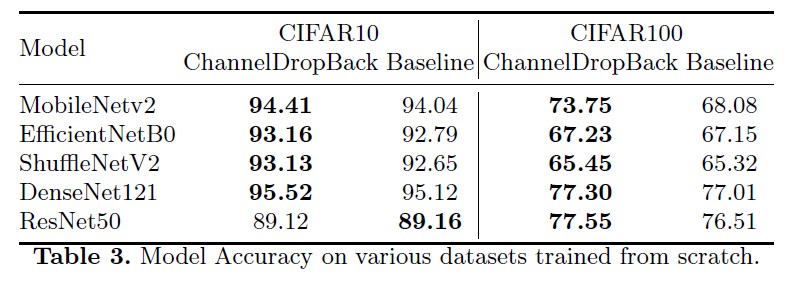 Model CIFAR10 CIFAR100
ChannelDropBack Baseline ChannelDropBack Baseline
MobileNetv2 94.41 94.04 73.75 68.08
EfficientNetB0 93.16 92.79 67.23 67.15
ShuffleNetV2 93.13 92.65 65.45 65.32
DenseNet121 95.52 95.12 77.30 77.01
ResNet50 89.12 89.16 77.55 76.51
Table 3. Model Accuracy on various datasets trained from scratch.